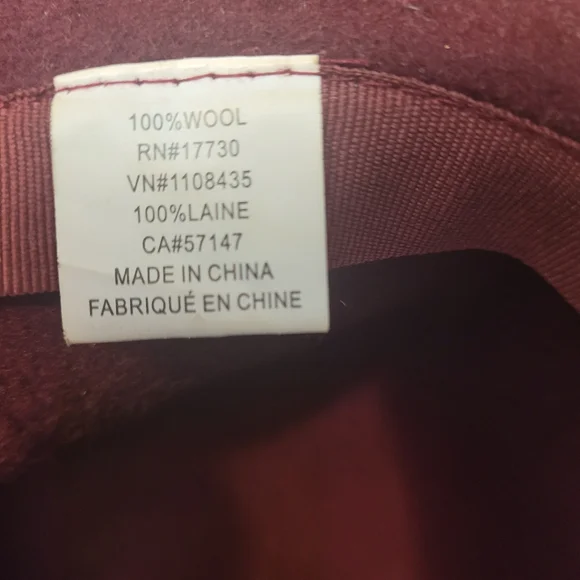 100%WOOL
RN#17730
VN#1108435
100%LAINE
CA#57147
MADE IN CHINA
FABRIQUÉ EN CHINE